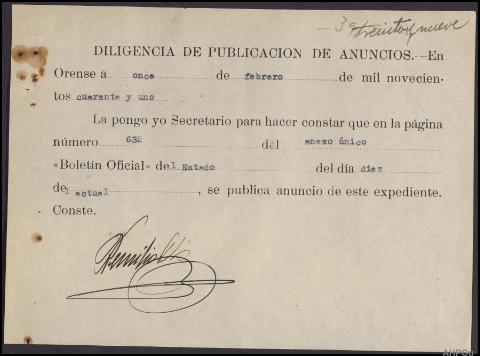 treinta y nueve
DILIGENCIA DE PUBLICACION DE ANUNCIOS.—En
Orense a once de febrero de mil novecien-
tos cuarenta y uno
La pongo yo Secretario para hacer constar que en la página
número 632 del anexo único
«Boletín Oficial» del Estado del día diez
de actual, se publica anuncio de este expediente.
Conste.